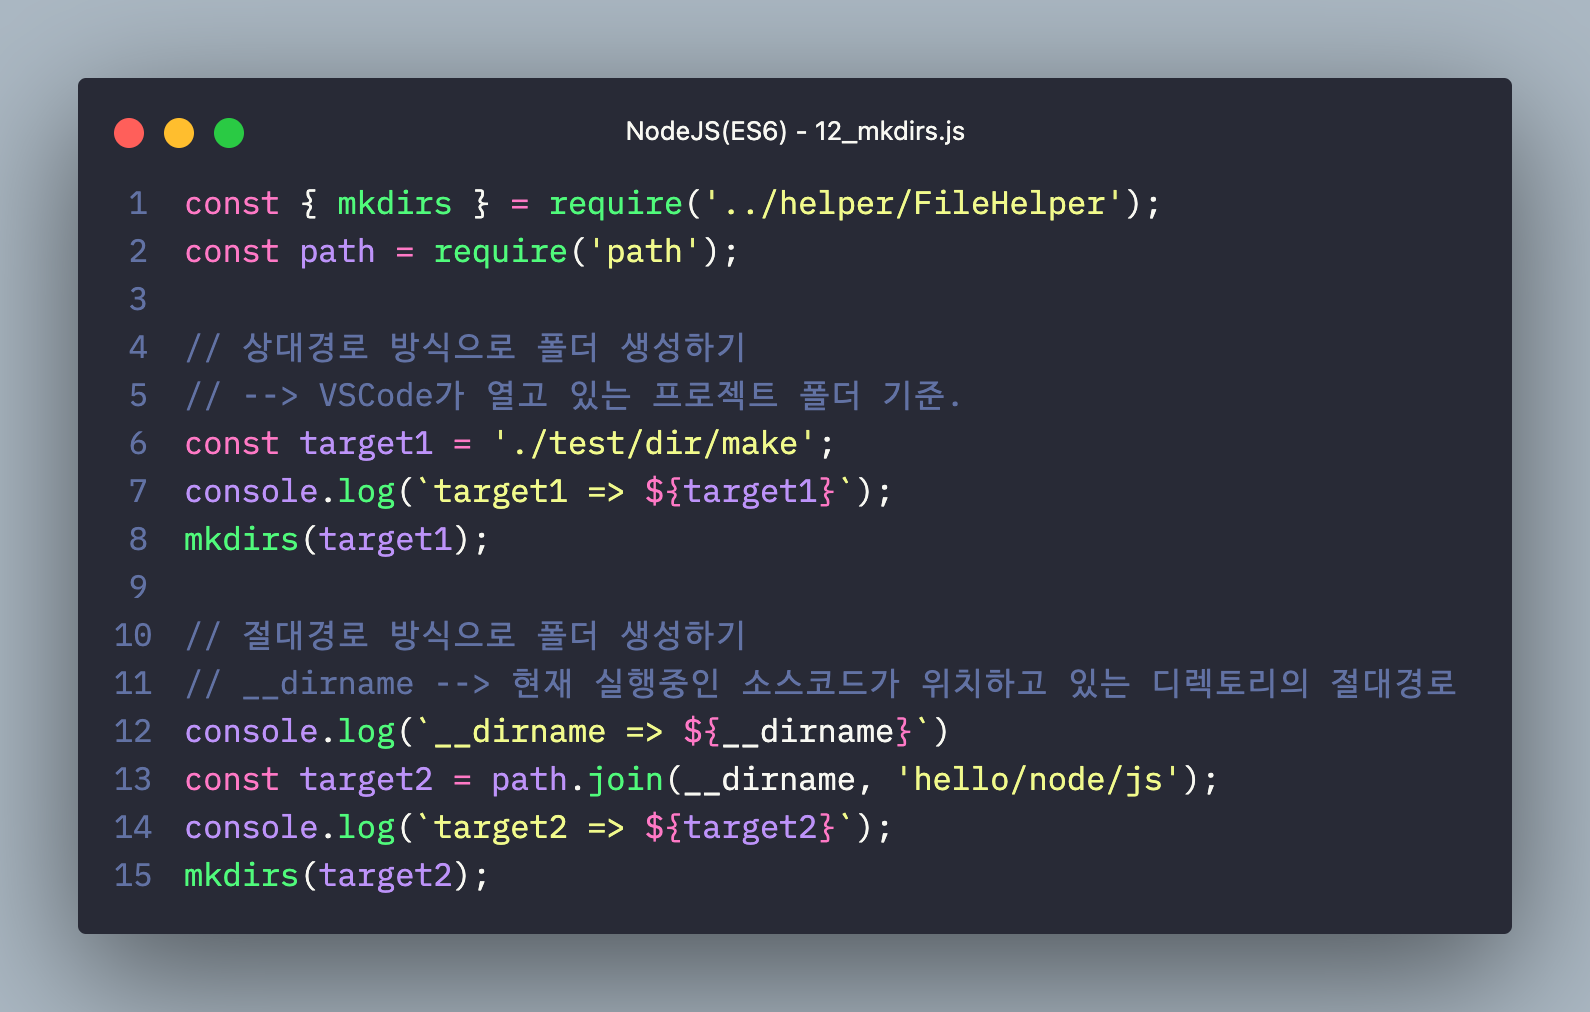 NodeJS(ES6) - 12_mkdirs.js
1 const { mkdirs } = require('../helper/FileHelper');
2 const path = require('path');
3
4 // 상대경로 방식으로 폴더 생성하기
5 // --> VSCode가 열고 있는 프로젝트 폴더 기준.
6 const target1 = './test/dir/make';
7 console.log(`target1 => ${target1}`);
8 mkdirs(target1);
9
10 // 절대경로 방식으로 폴더 생성하기
11 // __dirname --> 현재 실행중인 소스코드가 위치하고 있는 디렉토리의 절대경로
12 console.log(`__dirname => ${__dirname}`)
13 const target2 = path.join(__dirname, 'hello/node/js');
14 console.log(`target2 => ${target2}`);
15 mkdirs(target2);